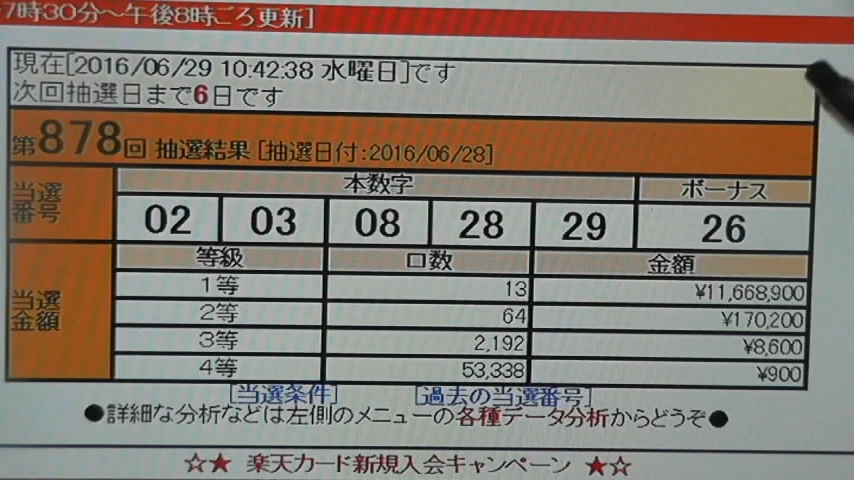 7時30分～午後8時ごろ更新]
現在[2016/06/29 10:42:38 水曜日]です
次回抽選日まで6日です
第878回 抽選結果 [抽選日付:2016/06/28]
当選番号 本数字 ボーナス
02 03 08 28 29 26
当選金額 等級 口数 金額
1等 13 ¥11,668,900
2等 64 ¥170,200
3等 2,192 ¥8,600
4等 53,338 ¥900
[当選条件] [過去の当選番号]
●詳細な分析などは左側のメニューの各種データ分析からどうぞ●
☆★ 楽天カード新規入会キャンペーン ★☆